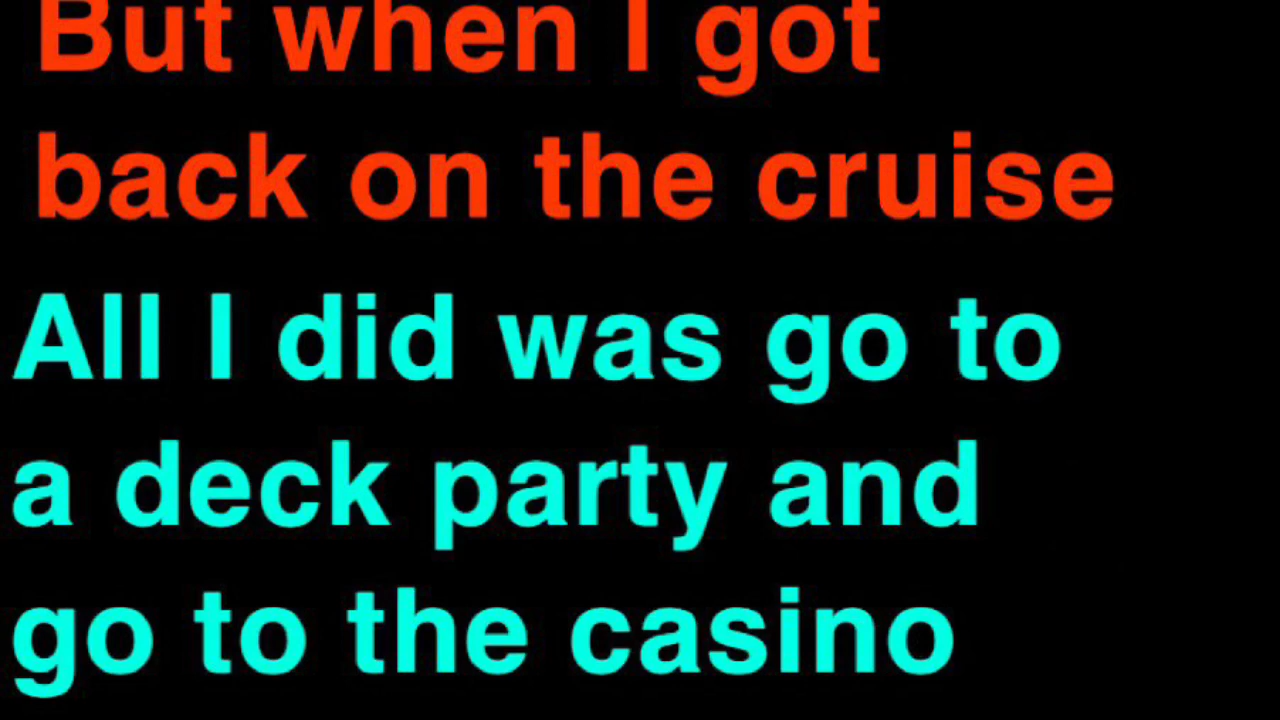 But when I got
back on the cruise
All I did was go to
a deck party and
go to the casino